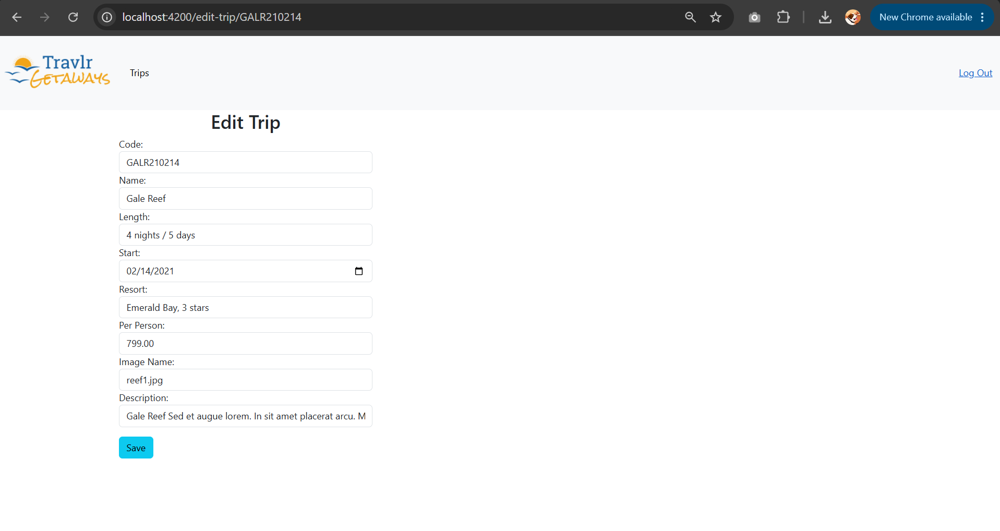 localhost:4200/edit-trip/GALR210214
New Chrome available
Travlr
GETAWAYS
Trips
Log Out
Edit Trip
Code:
GALR210214
Name:
Gale Reef
Length:
4 nights / 5 days
Start:
02/14/2021
Resort:
Emerald Bay, 3 stars
Per Person:
799.00
Image Name:
reef1.jpg
Description:
Gale Reef Sed et augue lorem. In sit amet placerat arcu. M
Save